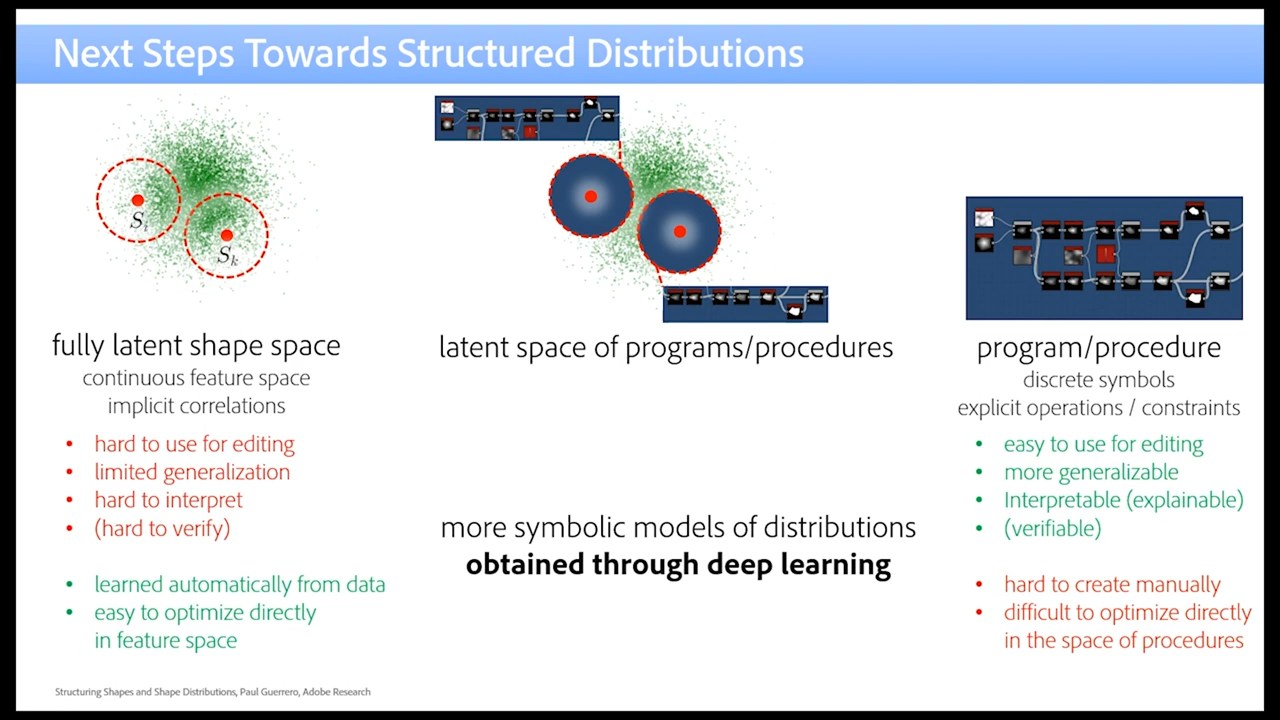 Next Steps Towards Structured Distributions
S_i
S_k
fully latent shape space
continuous feature space
implicit correlations
• hard to use for editing
• limited generalization
• hard to interpret
• (hard to verify)
• learned automatically from data
• easy to optimize directly
in feature space
latent space of programs/procedures
more symbolic models of distributions
obtained through deep learning
program/procedure
discrete symbols
explicit operations / constraints
• easy to use for editing
• more generalizable
• Interpretable (explainable)
• (verifiable)
• hard to create manually
• difficult to optimize directly
in the space of procedures
Structuring Shapes and Shape Distributions, Paul Guerrero, Adobe Research